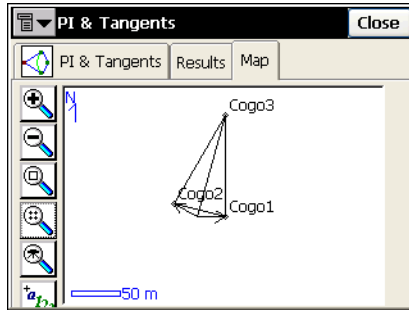 PI & Tangents Close
PI & Tangents Results Map
N
Cogo3
Cogo2
Cogo1
50 m